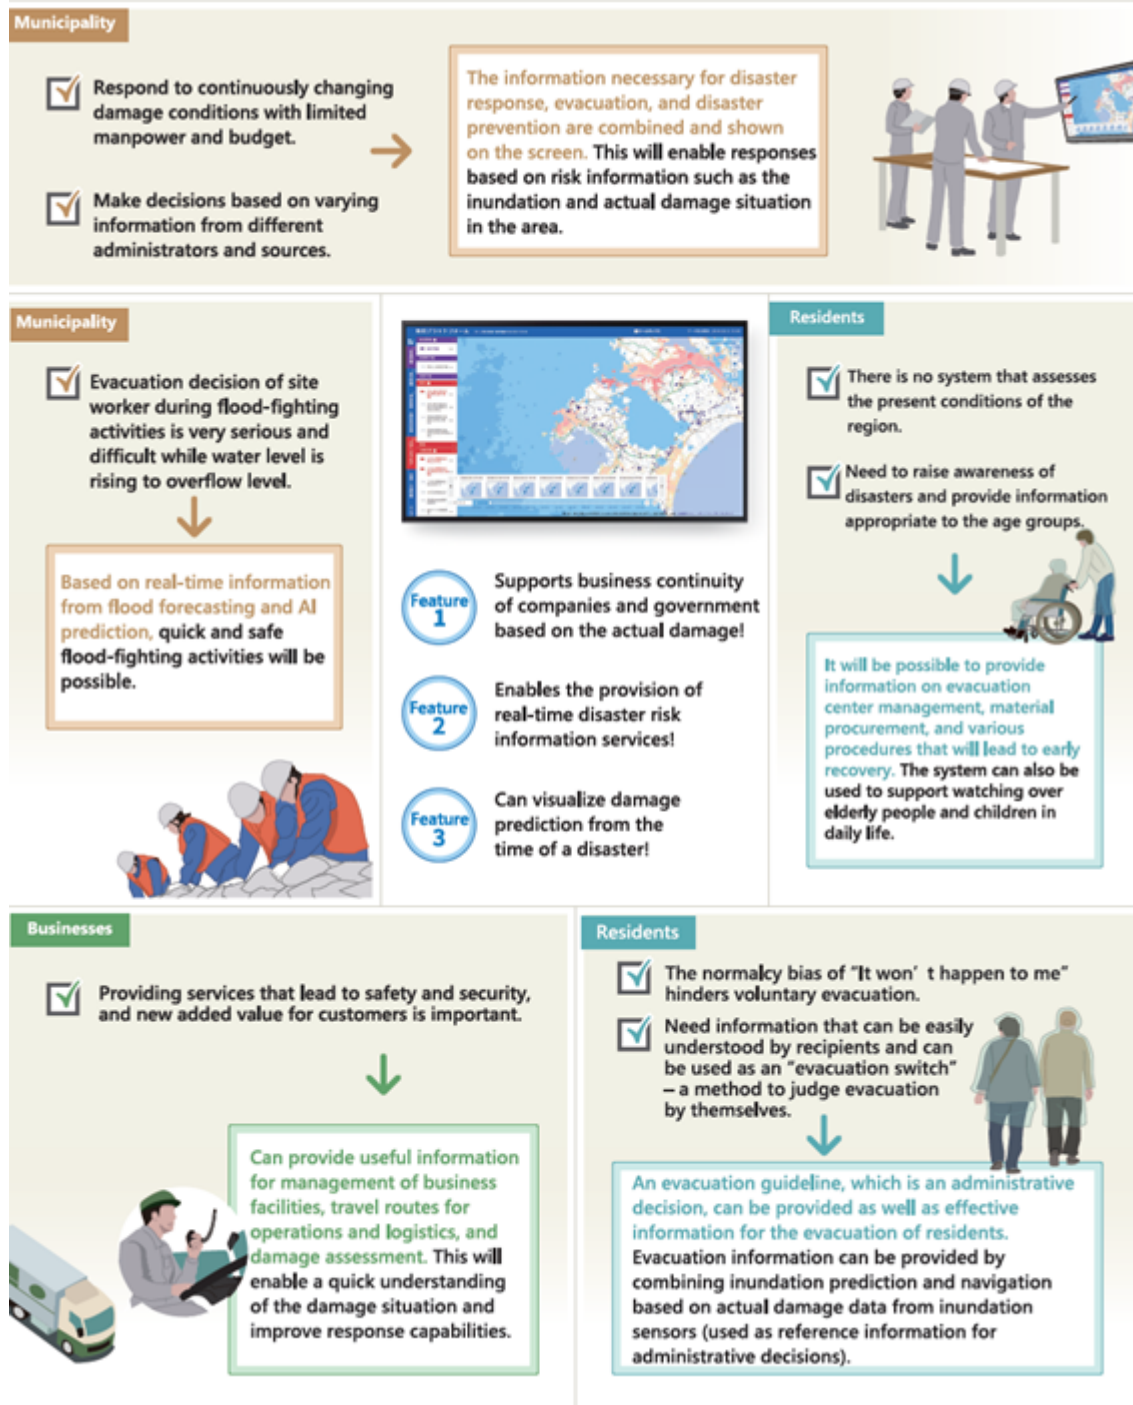 Municipality
Respond to continuously changing
damage conditions with limited
manpower and budget.
Make decisions based on varying
information from different
administrators and sources.
The information necessary for disaster
response, evacuation, and disaster
prevention are combined and shown
on the screen. This will enable responses
based on risk information such as the
inundation and actual damage situation
in the area.
Municipality
Evacuation decision of site
worker during flood-fighting
activities is very serious and
difficult while water level is
rising to overflow level.
Based on real-time information
from flood forecasting and AI
prediction, quick and safe
flood-fighting activities will be
possible.
Feature
1
Supports business continuity
of companies and government
based on the actual damage!
Feature
2
Enables the provision of
real-time disaster risk
information services!
Feature
3
Can visualize damage
prediction from the
time of a disaster!
Residents
There is no system that assesses
the present conditions of the
region.
Need to raise awareness of
disasters and provide information
appropriate to the age groups.
It will be possible to provide
information on evacuation
center management, material
procurement, and various
procedures that will lead to early
recovery. The system can also be
used to support watching over
elderly people and children in
daily life.
Businesses
Providing services that lead to safety and security,
and new added value for customers is important.
Can provide useful information
for management of business
facilities, travel routes for
operations and logistics, and
damage assessment. This will
enable a quick understanding
of the damage situation and
improve response capabilities.
Residents
The normalcy bias of "It won' t happen to me"
hinders voluntary evacuation.
Need information that can be easily
understood by recipients and can
be used as an "evacuation switch"
– a method to judge evacuation
by themselves.
An evacuation guideline, which is an administrative
decision, can be provided as well as effective
information for the evacuation of residents.
Evacuation information can be provided by
combining inundation prediction and navigation
based on actual damage data from inundation
sensors (used as reference information for
administrative decisions).